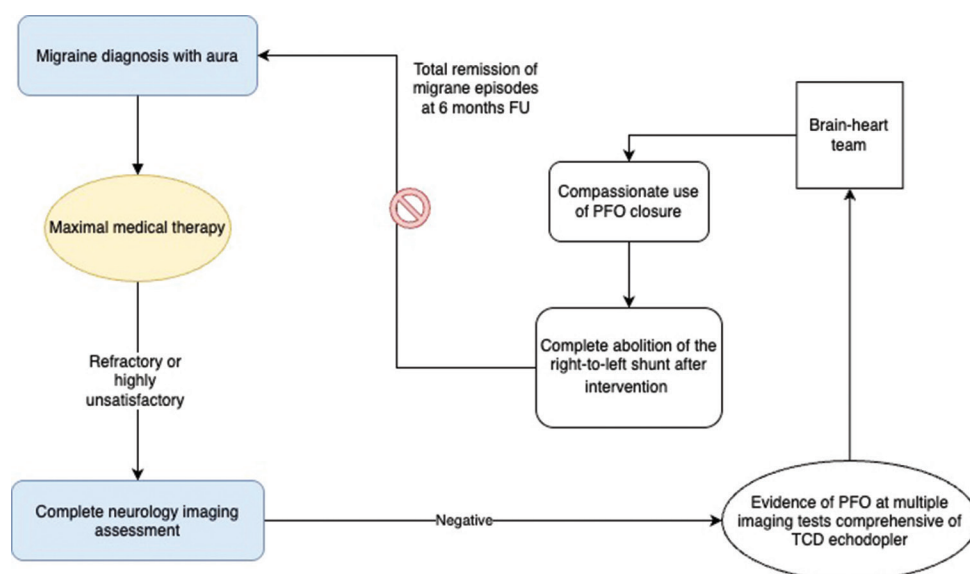 Migraine diagnosis with aura
Maximal medical therapy
Refractory or
highly
unsatisfactory
Complete neurology imaging
assessment
Negative
Evidence of PFO at multiple
imaging tests comprehensive of
TCD echodopler
Brain-heart
team
Compassionate use
of PFO closure
Complete abolition of the
right-to-left shunt after
intervention
Total remission of
migrane episodes
at 6 months FU